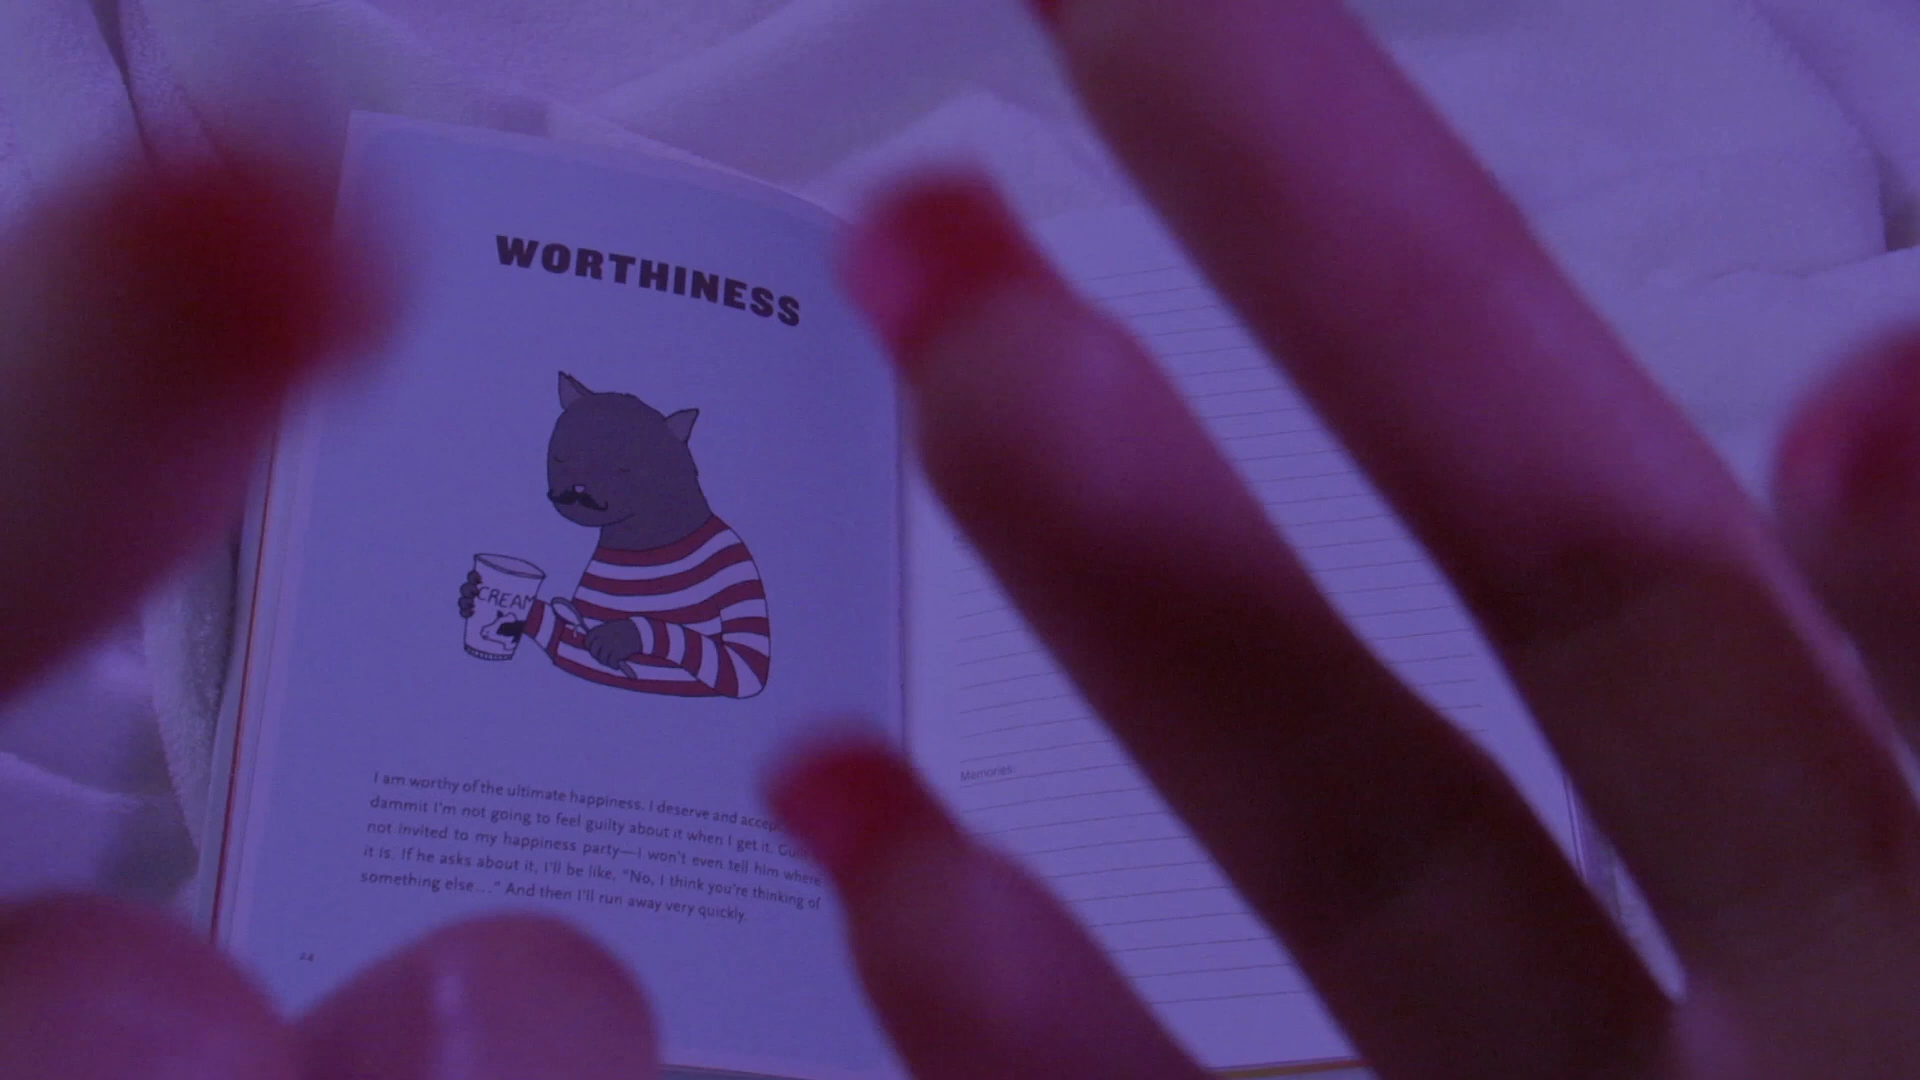 WORTHINESS
CREAM
I am worthy of the ultimate happiness. I deserve and
dammit I'm not going to feel guilty about it when I get it.
not invited to my happiness party—I won't even tell him where
it is. If he asks about it, I'll be like, “No, I think you're thinking of
something else...” And then I'll run away very quickly.
24
Memories: